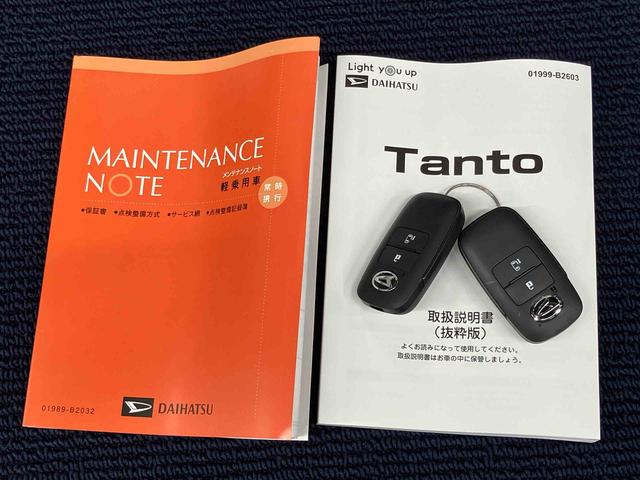 MAINTENANCE
NOTE
メンテナンスノート
軽乗用車
常時
携行
●保証書 ●点検整備方式 ●サービス網 ●点検整備記録簿
01989-B2032
DAIHATSU
Light you up
DAIHATSU
01999-B2603
Tanto
取扱説明書
（抜粋版）
よくお読みになって使用してください。
取扱説明書はお車の中に保管しましょう。